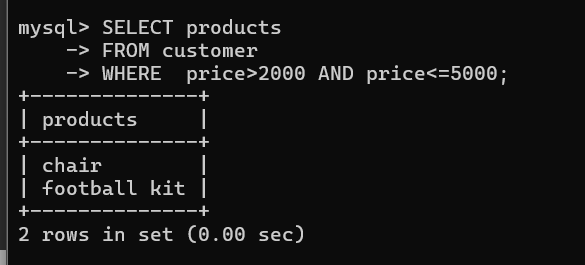 mysql> SELECT products
    -> FROM customer
    -> WHERE  price>2000 AND price<=5000;
+--------------+
| products     |
+--------------+
| chair        |
| football kit |
+--------------+
2 rows in set (0.00 sec)